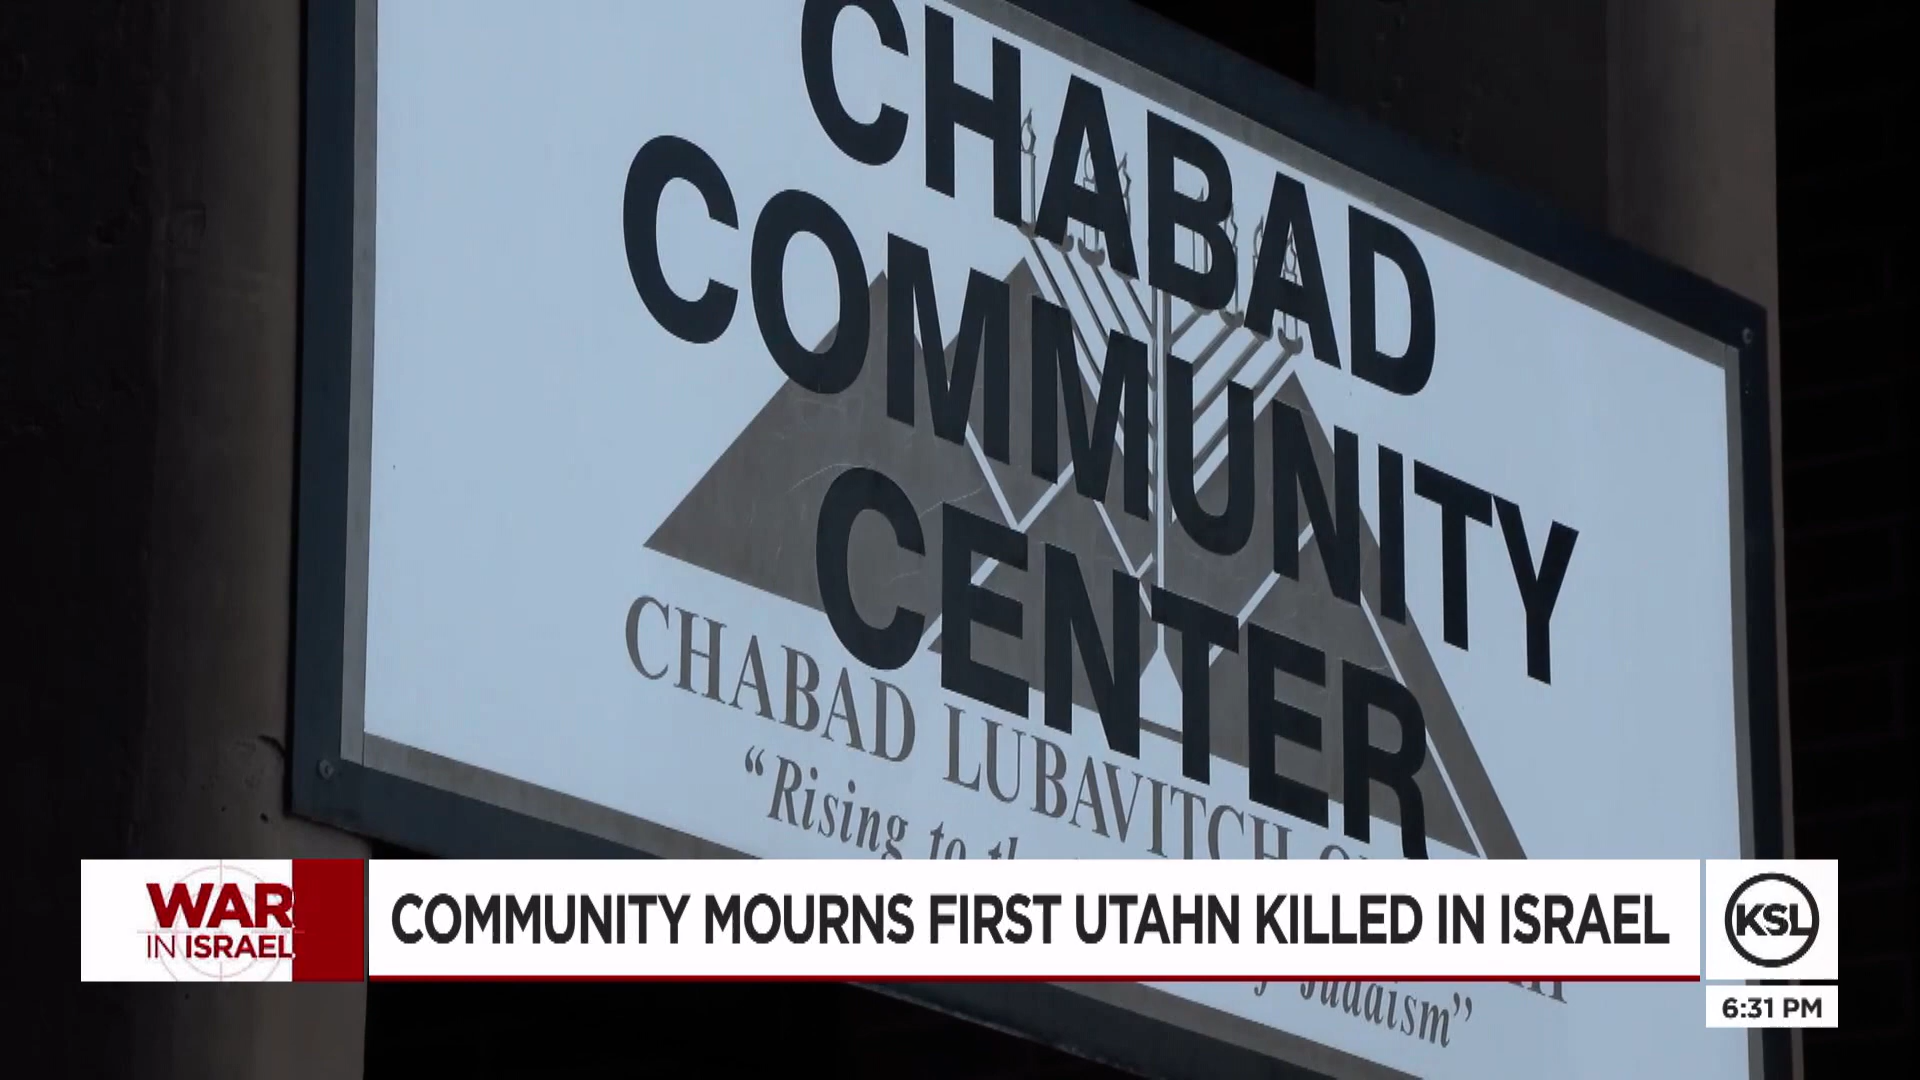 CHABAD
COMMUNITY
CENTER
CHABAD LUBAVITCH
"Rising to
Judaism"
WAR
IN ISRAEL
COMMUNITY MOURNS FIRST UTAHN KILLED IN ISRAEL
KSL
6:31 PM